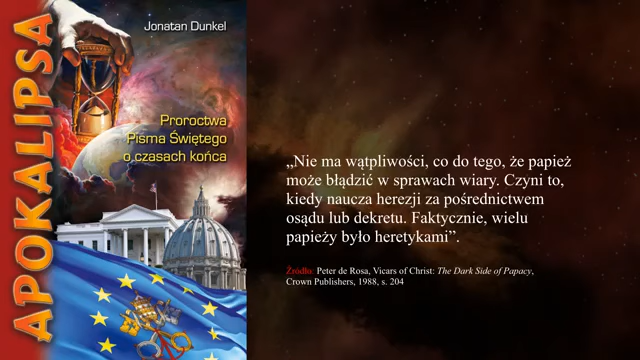 APOKALIPSA
Jonatan Dunkel
Proroctwa
Pisma Świętego
o czasach końca
„Nie ma wątpliwości, co do tego, że papież
może błądzić w sprawach wiary. Czyni to,
kiedy naucza herezji za pośrednictwem
osądu lub dekretu. Faktycznie, wielu
papieży było heretykami”.
Źródło: Peter de Rosa, Vicars of Christ: The Dark Side of Papacy,
Crown Publishers, 1988, s. 204